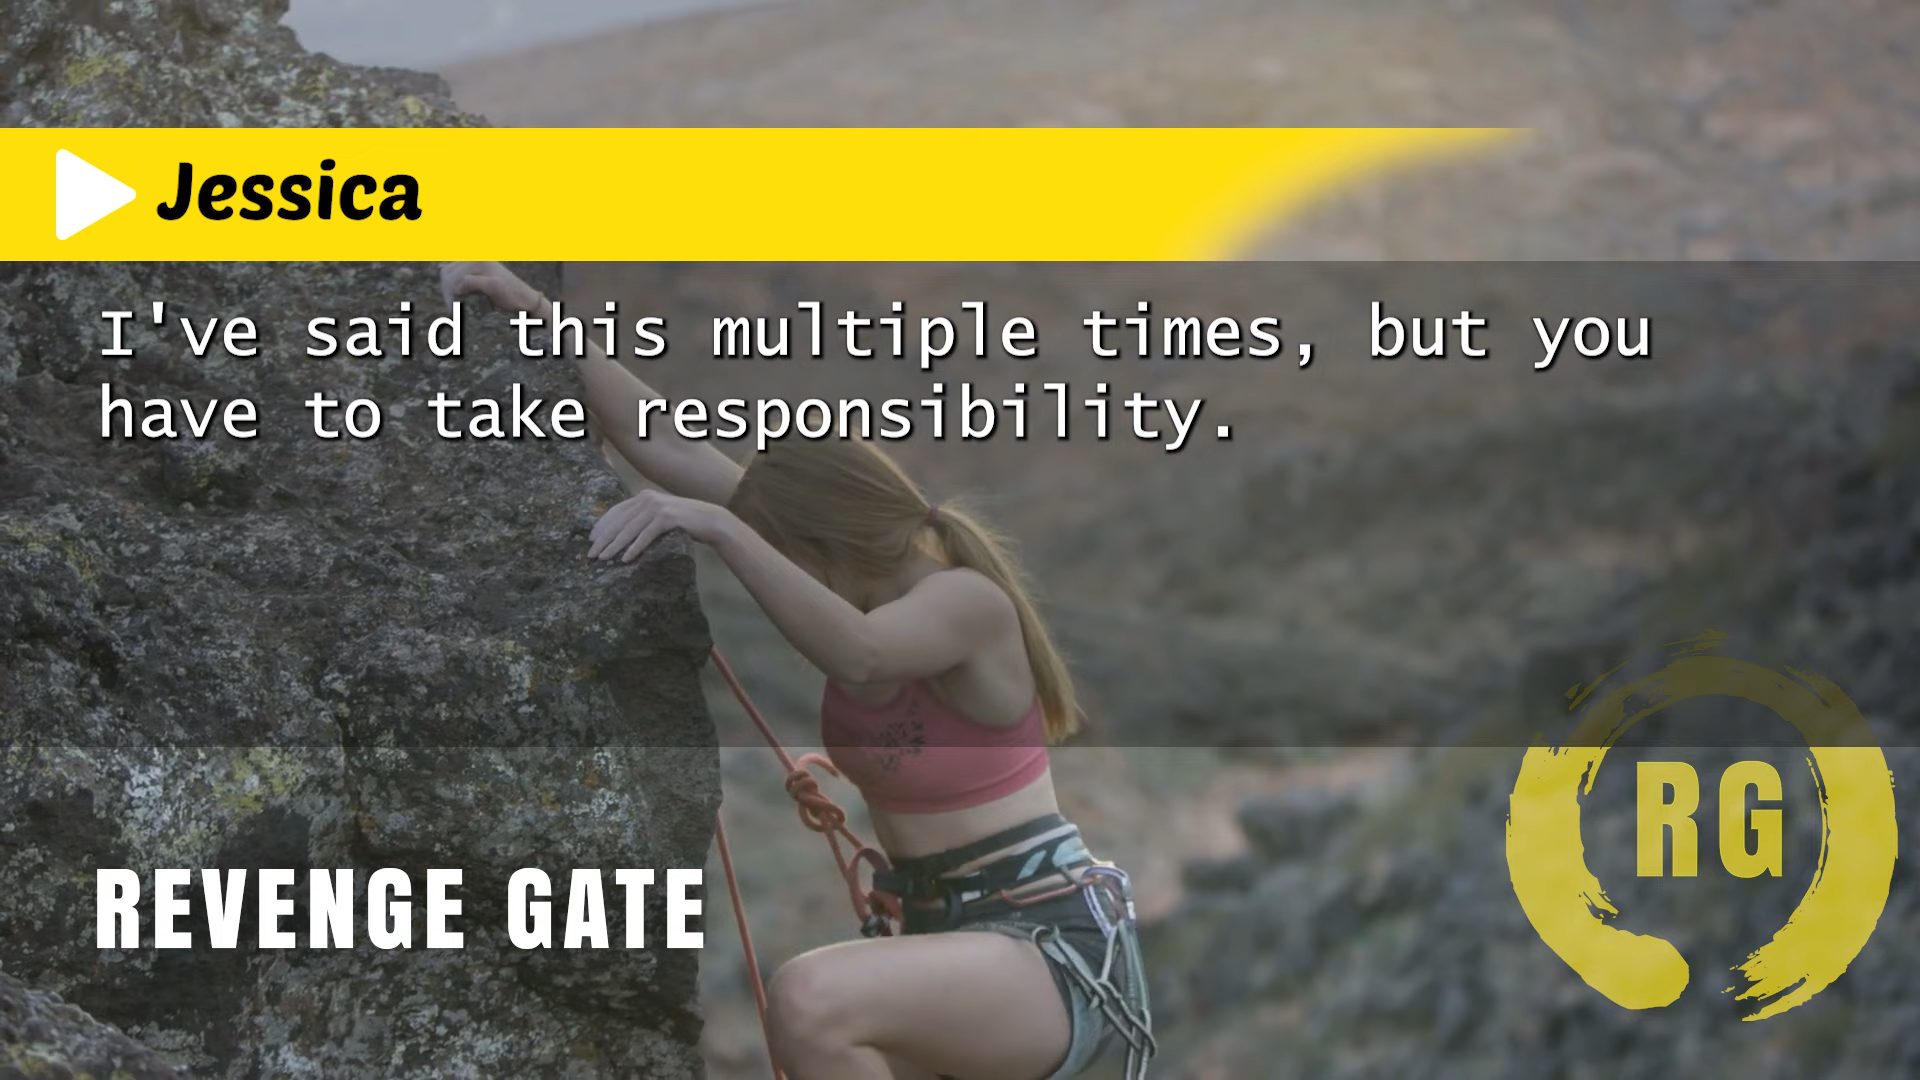 Jessica
I've said this multiple times, but you
have to take responsibility.
RG
REVENGE GATE